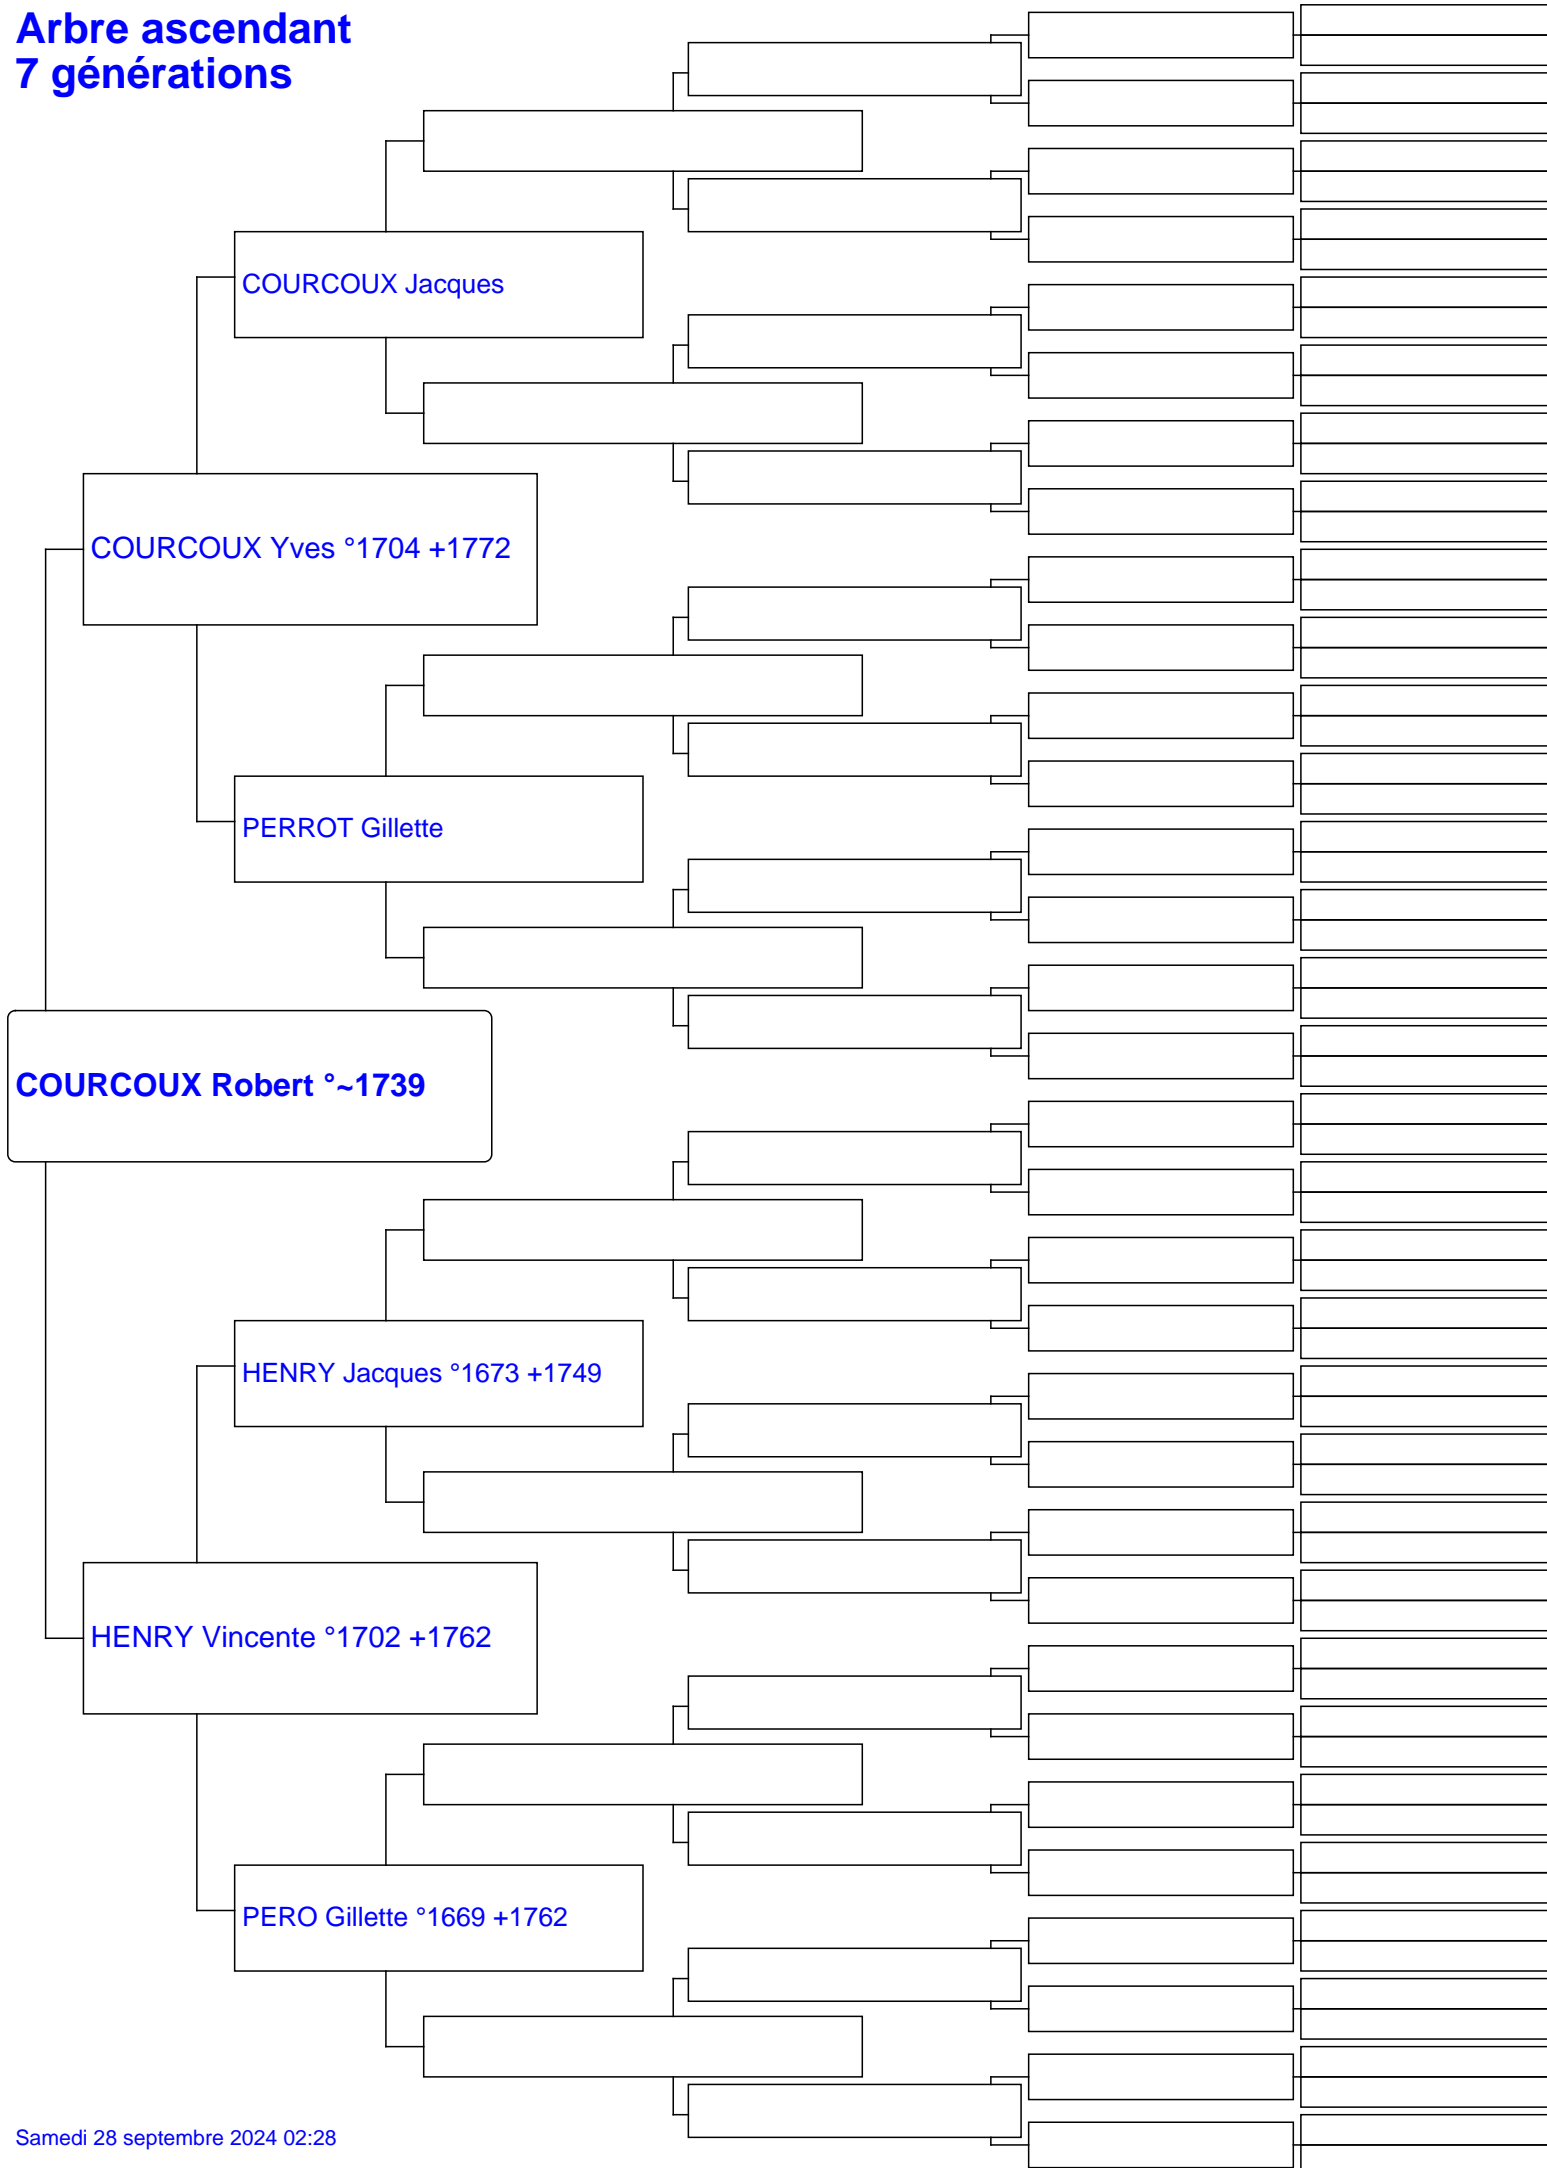 Arbre ascendant
7 générations
COURCOUX Jacques
COURCOUX Yves °1704 +1772
PERROT Gillette
COURCOUX Robert °~1739
HENRY Jacques °1673 +1749
HENRY Vincente °1702 +1762
PERO Gillette °1669 +1762
Samedi 28 septembre 2024 02:28